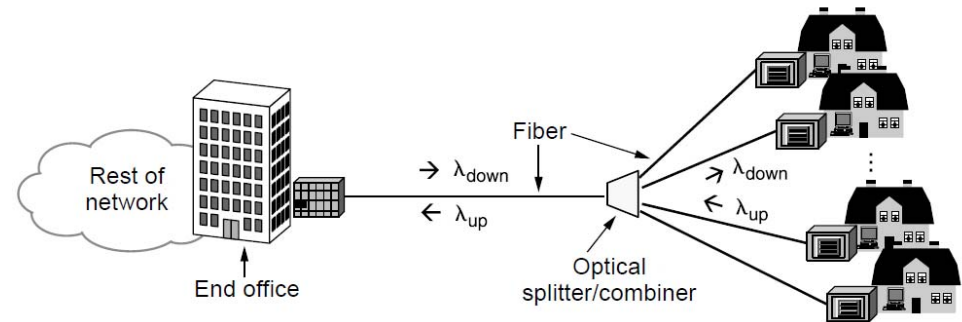 Rest of
network
End office
→ λdown
← λup
Fiber
→ λdown
← λup
Optical
splitter/combiner